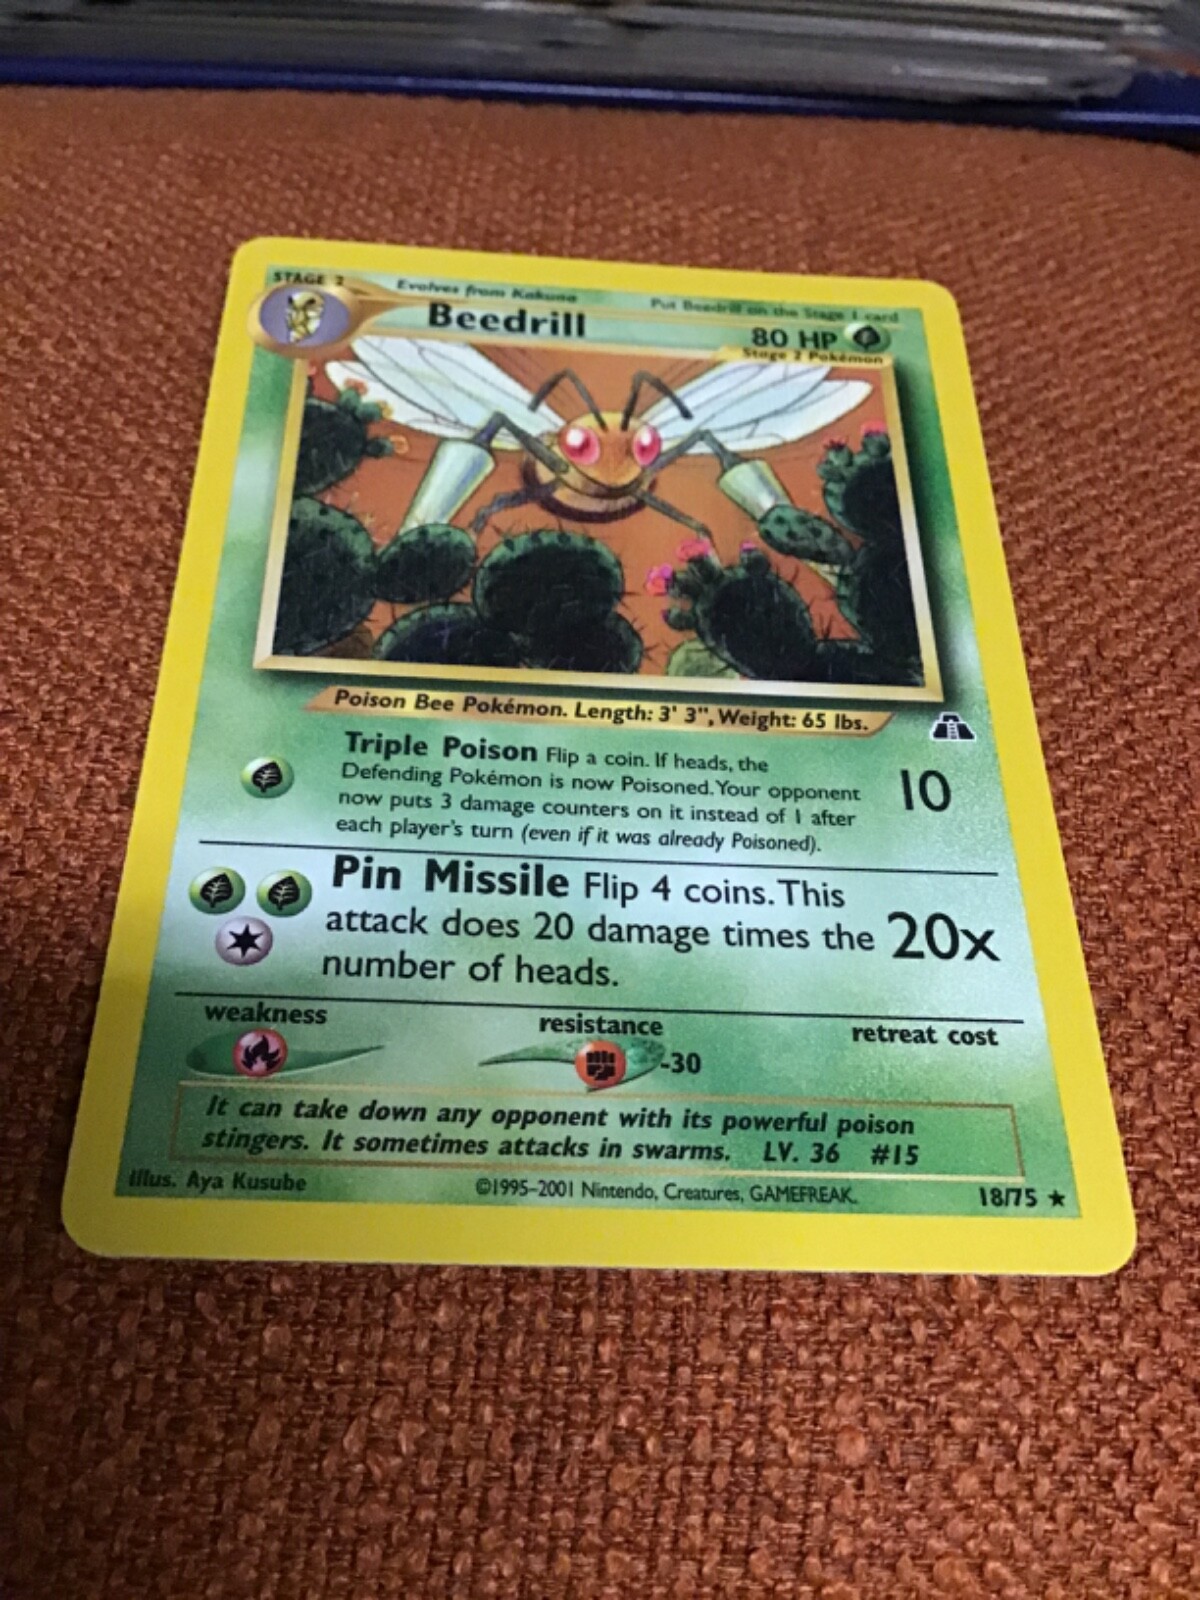 STAGE 2
Evolves from Kakuna
Put Beedrill on the Stage 1 card
Beedrill
80 HP
Stage 2 Pokémon
Poison Bee Pokémon. Length: 3' 3", Weight: 65 lbs.
Triple Poison Flip a coin. If heads, the
Defending Pokémon is now Poisoned. Your opponent
now puts 3 damage counters on it instead of 1 after
each player's turn (even if it was already Poisoned).
10
Pin Missile Flip 4 coins. This
attack does 20 damage times the
number of heads.
20x
weakness
resistance
retreat cost
-30
It can take down any opponent with its powerful poison
stingers. It sometimes attacks in swarms. LV. 36 #15
Illus. Aya Kusube
©1995-2001 Nintendo, Creatures, GAMEFREAK.
18/75 ★